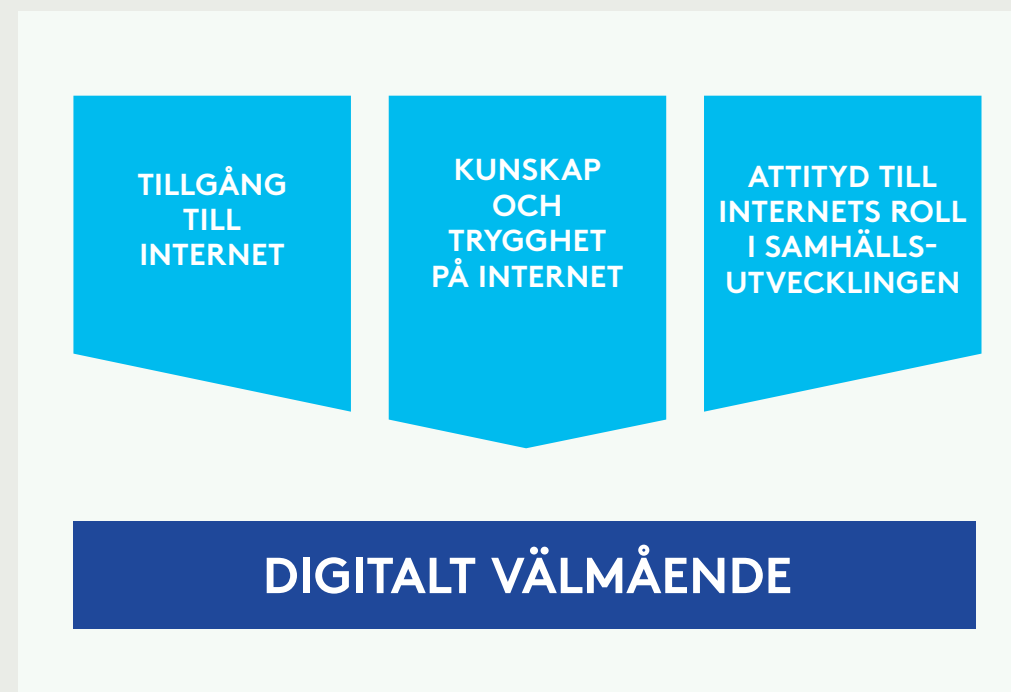 TILLGÅNG
TILL
INTERNET
KUNSKAP
OCH
TRYGGHET
PÅ INTERNET
ATTITYD TILL
INTERNETS ROLL
I SAMHÄLLS-
UTVECKLINGEN
DIGITALT VÄLMÅENDE